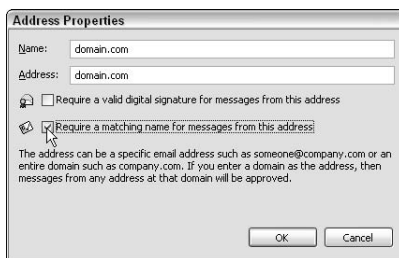 Address Properties
Name: domain.com
Address: domain.com
Require a valid digital signature for messages from this address
Require a matching name for messages from this address
The address can be a specific email address such as someone@company.com or an
entire domain such as company.com. If you enter a domain as the address, then
messages from any address at that domain will be approved.
OK Cancel